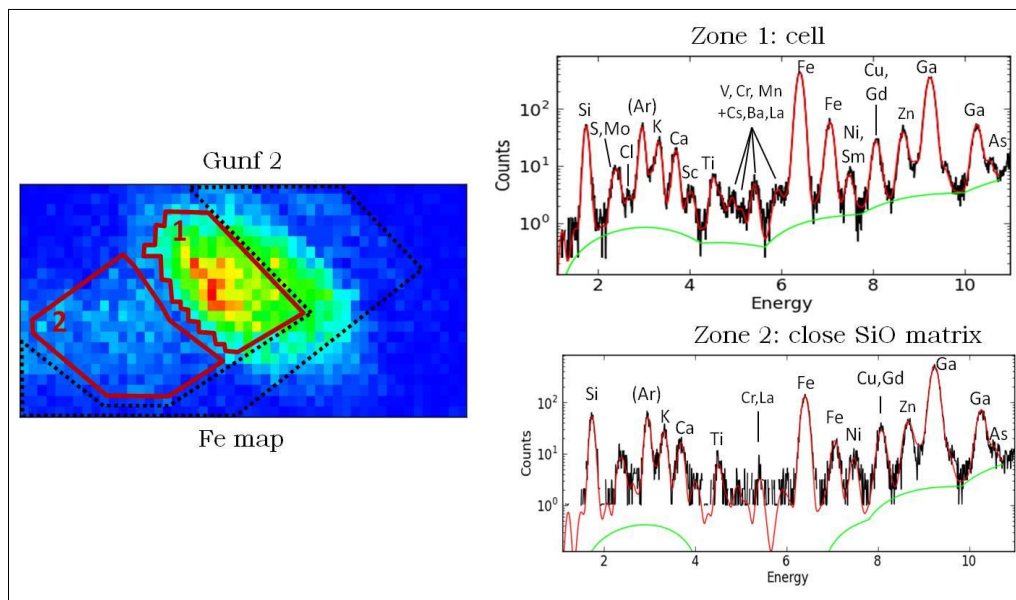 Gunf 2
1
2
Fe map
Zone 1: cell
Counts
10²
10¹
10⁰
Si
S,Mo
Cl
(Ar)
K
Ca
Sc
Ti
V, Cr, Mn
+Cs,Ba,La
Fe
Fe
Ni,
Sm
Cu,
Gd
Zn
Ga
Ga
As
2 4 6 8 10
Energy
Zone 2: close SiO matrix
Counts
10²
10¹
10⁰
Si
(Ar)
K
Ca
Ti
Cr,La
Fe
Fe
Ni
Cu,Gd
Zn
Ga
Ga
As
2 4 6 8 10
Energy